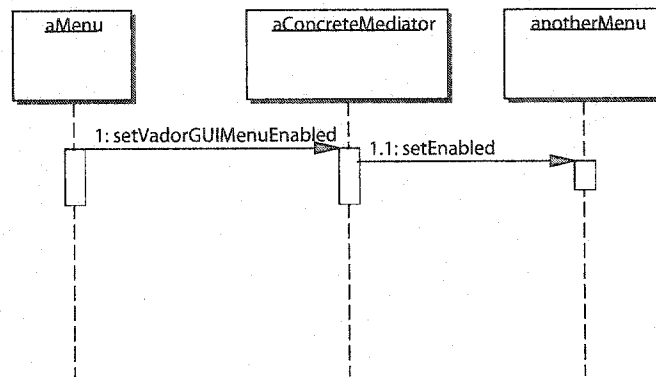 aMenu
aConcreteMediator
anotherMenu
1: setVadorGUIMenuEnabled
1.1: setEnabled